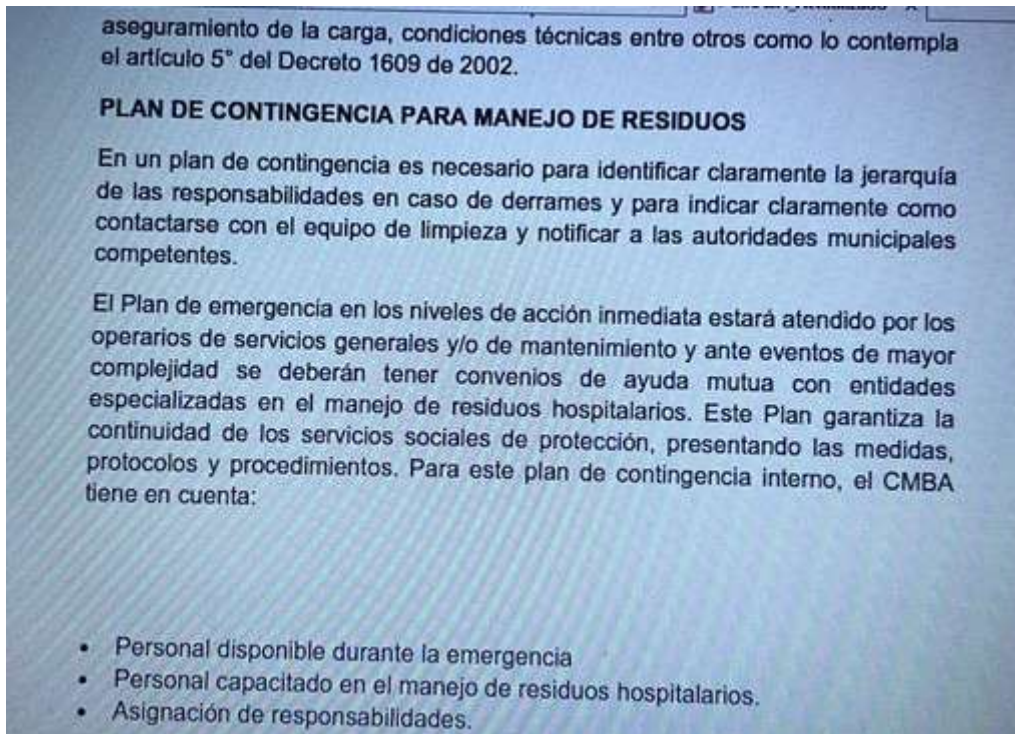 aseguramiento de la carga, condiciones técnicas entre otros como lo contempla
el artículo 5° del Decreto 1609 de 2002.
PLAN DE CONTINGENCIA PARA MANEJO DE RESIDUOS
En un plan de contingencia es necesario para identificar claramente la jerarquía
de las responsabilidades en caso de derrames y para indicar claramente como
contactarse con el equipo de limpieza y notificar a las autoridades municipales
competentes.
El Plan de emergencia en los niveles de acción inmediata estará atendido por los
operarios de servicios generales y/o de mantenimiento y ante eventos de mayor
complejidad se deberán tener convenios de ayuda mutua con entidades
especializadas en el manejo de residuos hospitalarios. Este Plan garantiza la
continuidad de los servicios sociales de protección, presentando las medidas,
protocolos y procedimientos. Para este plan de contingencia interno, el CMBA
tiene en cuenta:
• Personal disponible durante la emergencia
• Personal capacitado en el manejo de residuos hospitalarios.
• Asignación de responsabilidades.